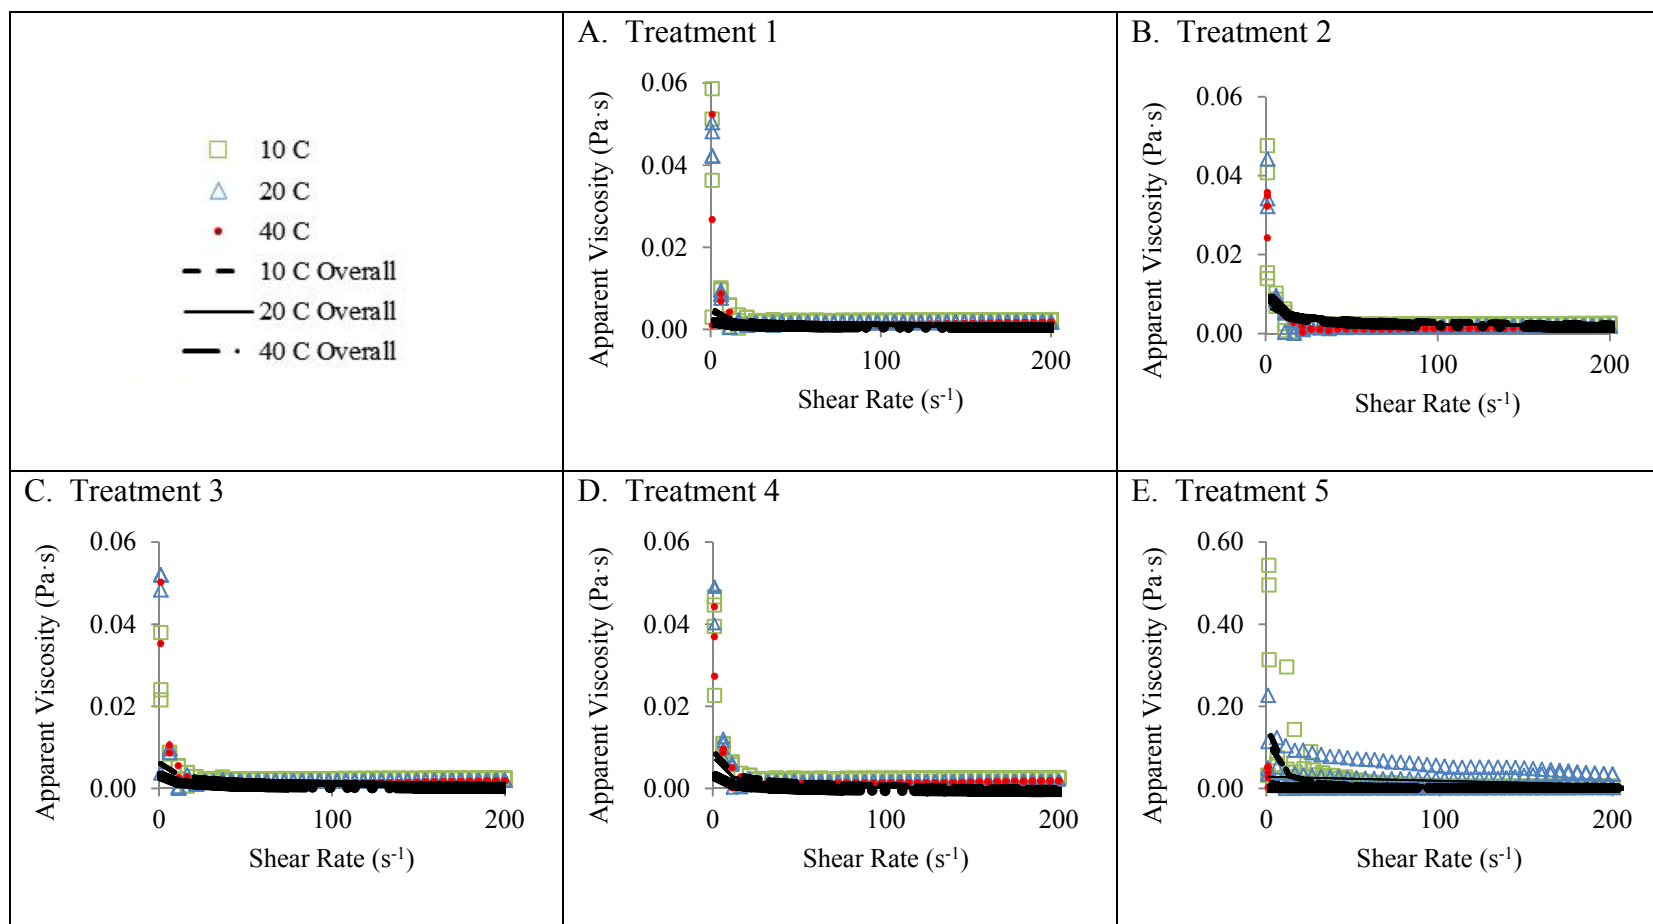 10 C
20 C
40 C
10 C Overall
20 C Overall
40 C Overall
A. Treatment 1
Apparent Viscosity (Pa·s)
0.06
0.04
0.02
0.00
0 100 200
Shear Rate (s-1)
B. Treatment 2
Apparent Viscosity (Pa·s)
0.06
0.04
0.02
0.00
0 100 200
Shear Rate (s-1)
C. Treatment 3
Apparent Viscosity (Pa·s)
0.06
0.04
0.02
0.00
0 100 200
Shear Rate (s-1)
D. Treatment 4
Apparent Viscosity (Pa·s)
0.06
0.04
0.02
0.00
0 100 200
Shear Rate (s-1)
E. Treatment 5
Apparent Viscosity (Pa·s)
0.60
0.40
0.20
0.00
0 100 200
Shear Rate (s-1)